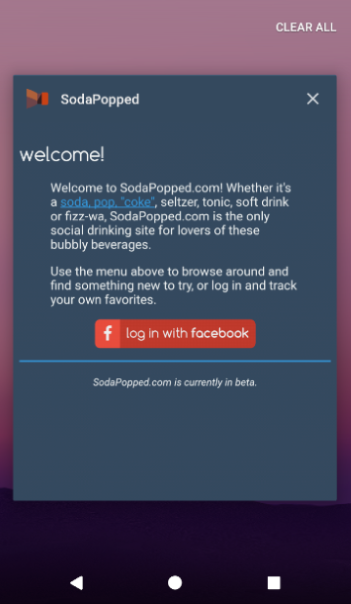 CLEAR ALL
SodaPopped
welcome!
Welcome to SodaPopped.com! Whether it's
a soda, pop, "coke", seltzer, tonic, soft drink
or fizz-wa, SodaPopped.com is the only
social drinking site for lovers of these
bubbly beverages.
Use the menu above to browse around and
find something new to try, or log in and track
your own favorites.
f log in with facebook
SodaPopped.com is currently in beta.